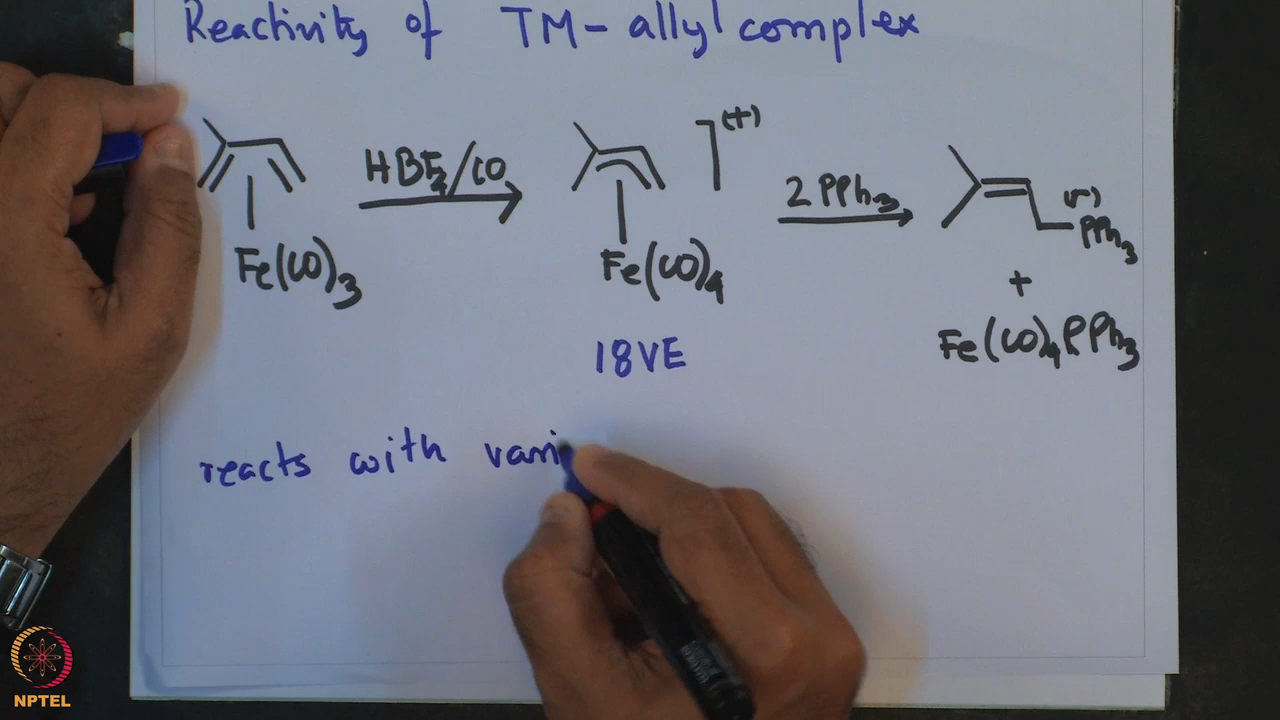 Reactivity of TM-allyl complex
HBF4/CO
](+)
2 PPh3
(+)
PPh3
Fe(CO)3
Fe(CO)4
+
18VE
Fe(CO)4PPh3
reacts with vari
NPTEL